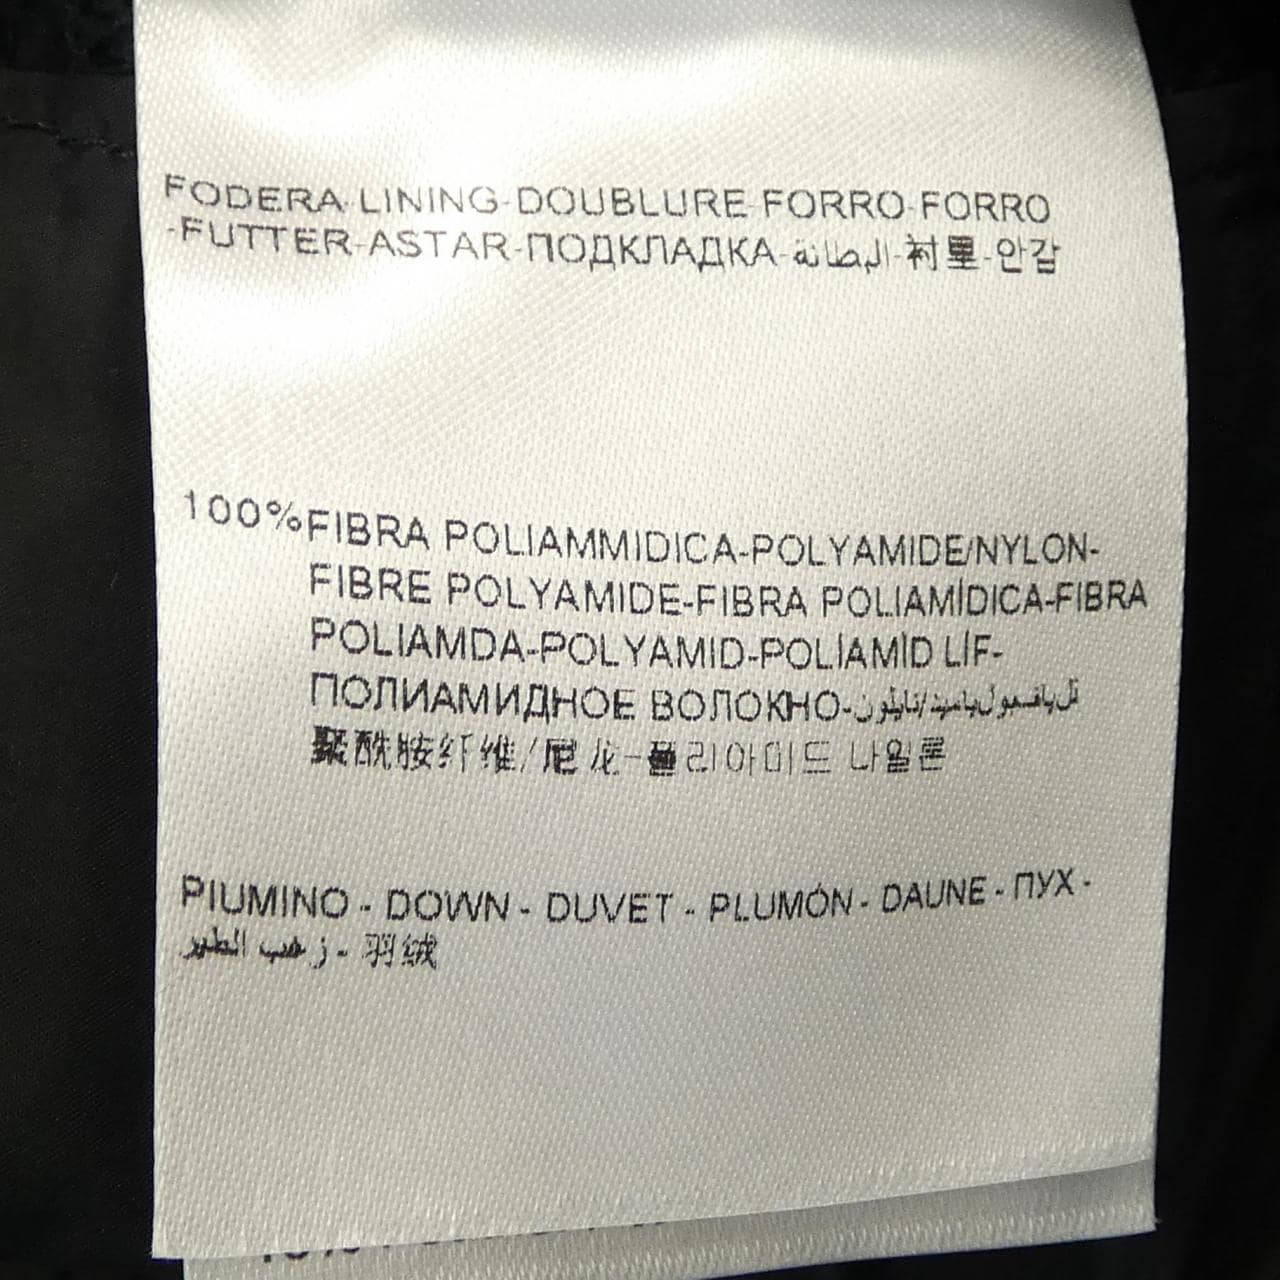 FODERA-LINING-DOUBLURE-FORRO-FORRO
-FUTTER-ASTAR-ПОДКЛАДКА-البطانة-衬里-안감
100%FIBRA POLIAMMIDICA-POLYAMIDE/NYLON-
FIBRE POLYAMIDE-FIBRA POLIAMÍDICA-FIBRA
POLIAMDA-POLYAMID-POLİAMİD LİF-
ПОЛИАМИДНОЕ ВОЛОКНО-
聚酰胺纤维/尼龙-폴리아미드 나일론
PIUMINO - DOWN - DUVET - PLUMÓN - DAUNE - ПУХ -
زغب الطير - 羽绒